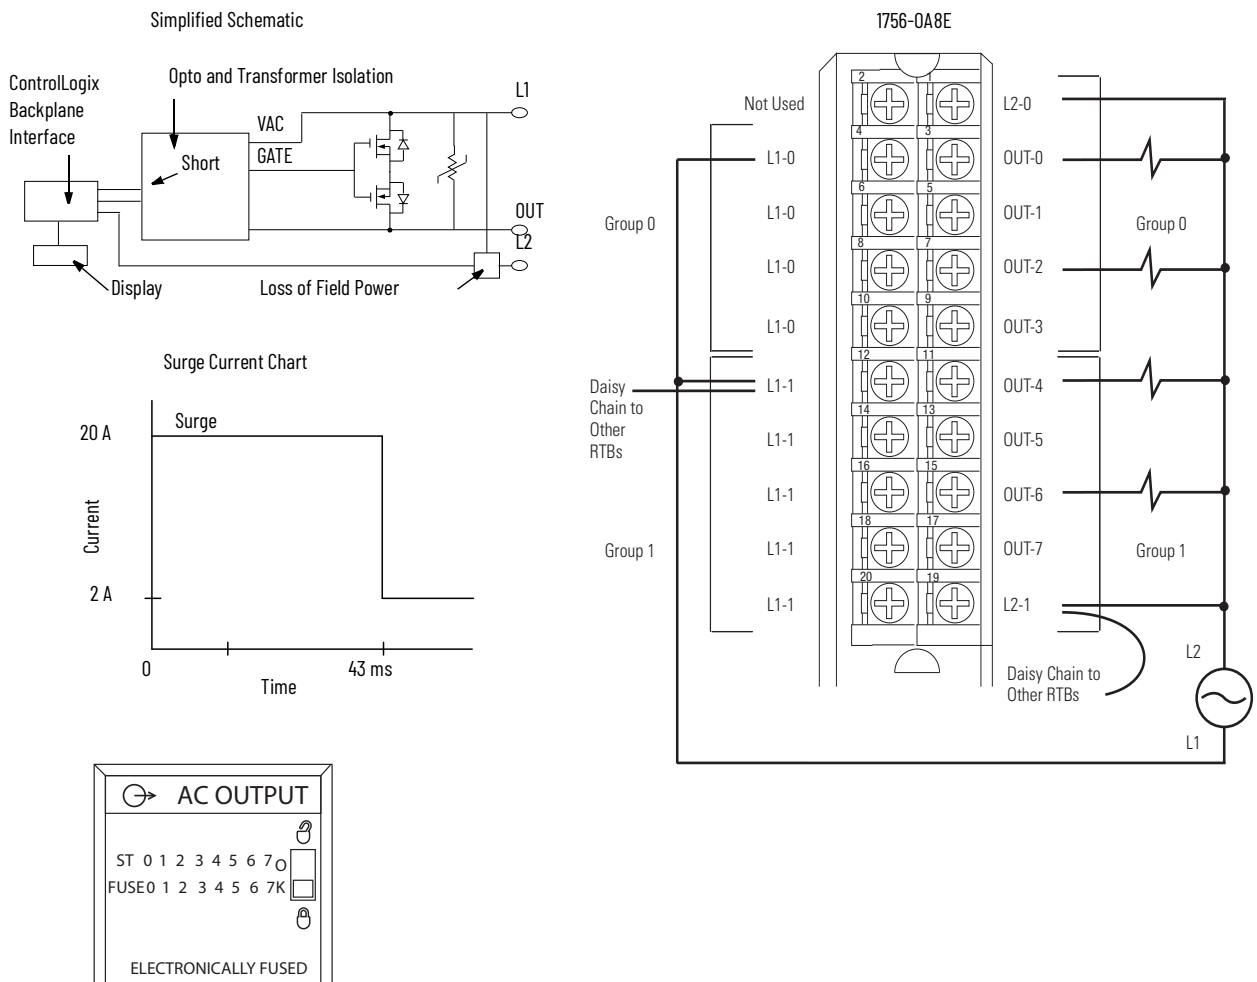 Simplified Schematic
ControlLogix
Backplane
Interface
Opto and Transformer Isolation
VAC
GATE
Short
L1
OUT
L2
Display
Loss of Field Power
Surge Current Chart
20 A
Surge
Current
2 A
0
43 ms
Time
AC OUTPUT
ST 0 1 2 3 4 5 6 7 O
FUSE 0 1 2 3 4 5 6 7 K
ELECTRONICALLY FUSED
1756-OA8E
Not Used
2
1
L2-0
L1-0
4
3
OUT-0
Group 0
L1-0
6
5
OUT-1
Group 0
L1-0
8
7
OUT-2
L1-0
10
9
OUT-3
Daisy
Chain to
Other
RTBs
L1-1
12
11
OUT-4
L1-1
14
13
OUT-5
L1-1
16
15
OUT-6
Group 1
L1-1
18
17
OUT-7
Group 1
L1-1
20
19
L2-1
Daisy Chain to
Other RTBs
L2
L1